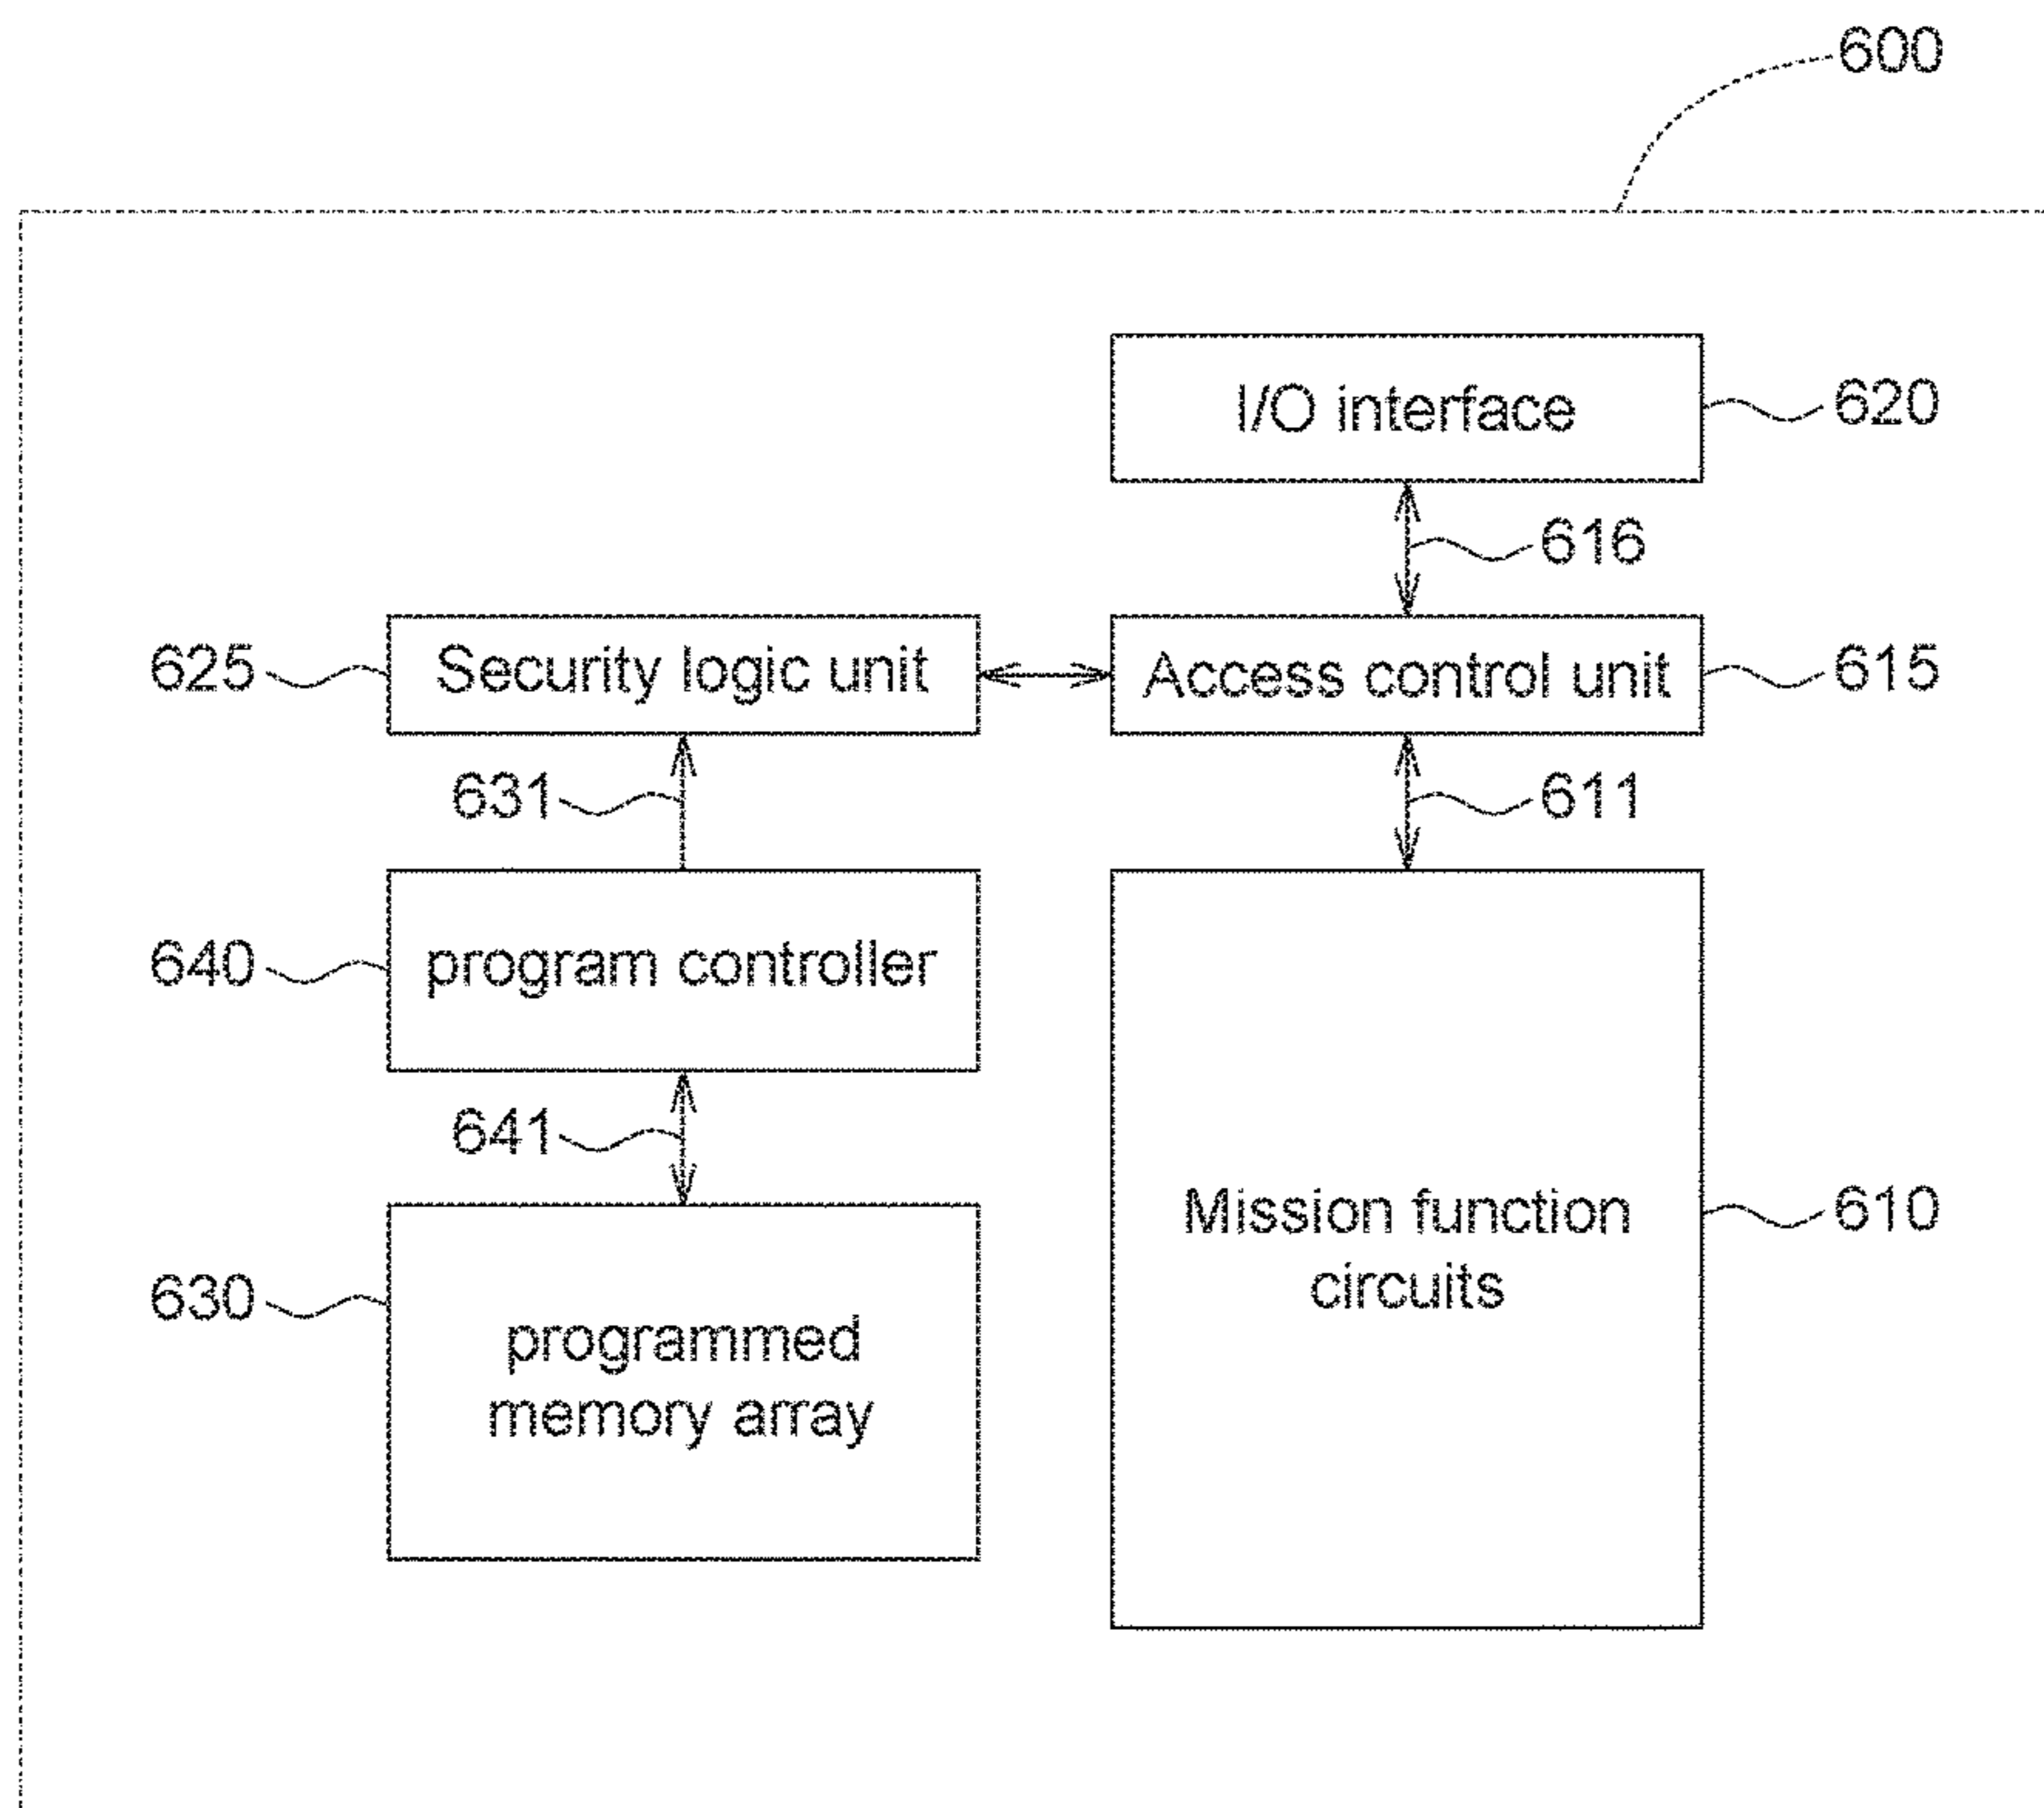 600
I/O interface
620
616
625
Security logic unit
Access control unit
615
631
611
640
program controller
641
630
programmed
memory array
Mission function
circuits
610